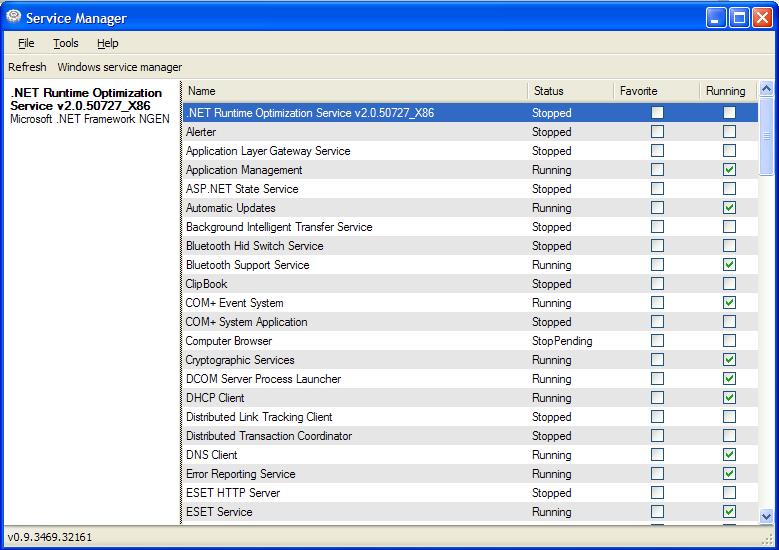 Service Manager
File Tools Help
Refresh Windows service manager
.NET Runtime Optimization
Service v2.0.50727_X86
Microsoft .NET Framework NGEN
Name Status Favorite Running
.NET Runtime Optimization Service v2.0.50727_X86 Stopped
Alerter Stopped
Application Layer Gateway Service Stopped
Application Management Running
ASP.NET State Service Stopped
Automatic Updates Running
Background Intelligent Transfer Service Stopped
Bluetooth Hid Switch Service Stopped
Bluetooth Support Service Running
ClipBook Stopped
COM+ Event System Running
COM+ System Application Stopped
Computer Browser StopPending
Cryptographic Services Running
DCOM Server Process Launcher Running
DHCP Client Running
Distributed Link Tracking Client Stopped
Distributed Transaction Coordinator Stopped
DNS Client Running
Error Reporting Service Running
ESET HTTP Server Stopped
ESET Service Running
v0.9.3469.32161